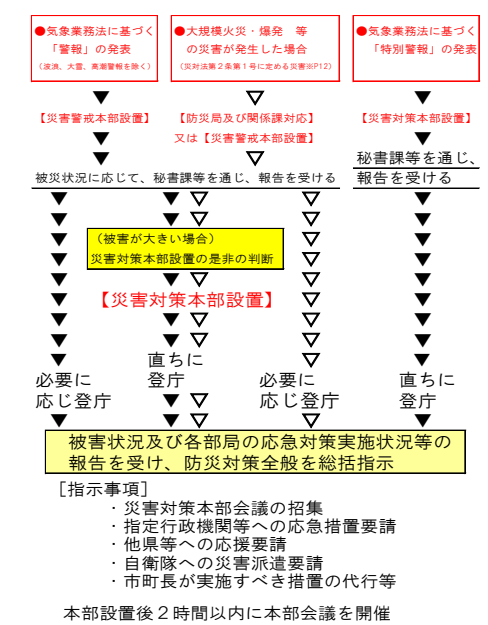 ●気象業務法に基づく
「警報」の発表
(波浪、大雪、高潮警報を除く)
●大規模火災・爆発　等
の災害が発生した場合
(災対法第２条第１号に定める災害※P12)
●気象業務法に基づく
「特別警報」の発表
【災害警戒本部設置】
【防災局及び関係課対応】
又は【災害警戒本部設置】
【災害対策本部設置】
被災状況に応じて、秘書課等を通じ、報告を受ける
秘書課等を通じ、
報告を受ける
（被害が大きい場合）
災害対策本部設置の是非の判断
【災害対策本部設置】
必要に
応じ登庁
直ちに
登庁
必要に
応じ登庁
直ちに
登庁
被害状況及び各部局の応急対策実施状況等の
報告を受け、防災対策全般を総括指示
［指示事項］
・災害対策本部会議の招集
・指定行政機関等への応急措置要請
・他県等への応援要請
・自衛隊への災害派遣要請
・市町長が実施すべき措置の代行等
本部設置後２時間以内に本部会議を開催